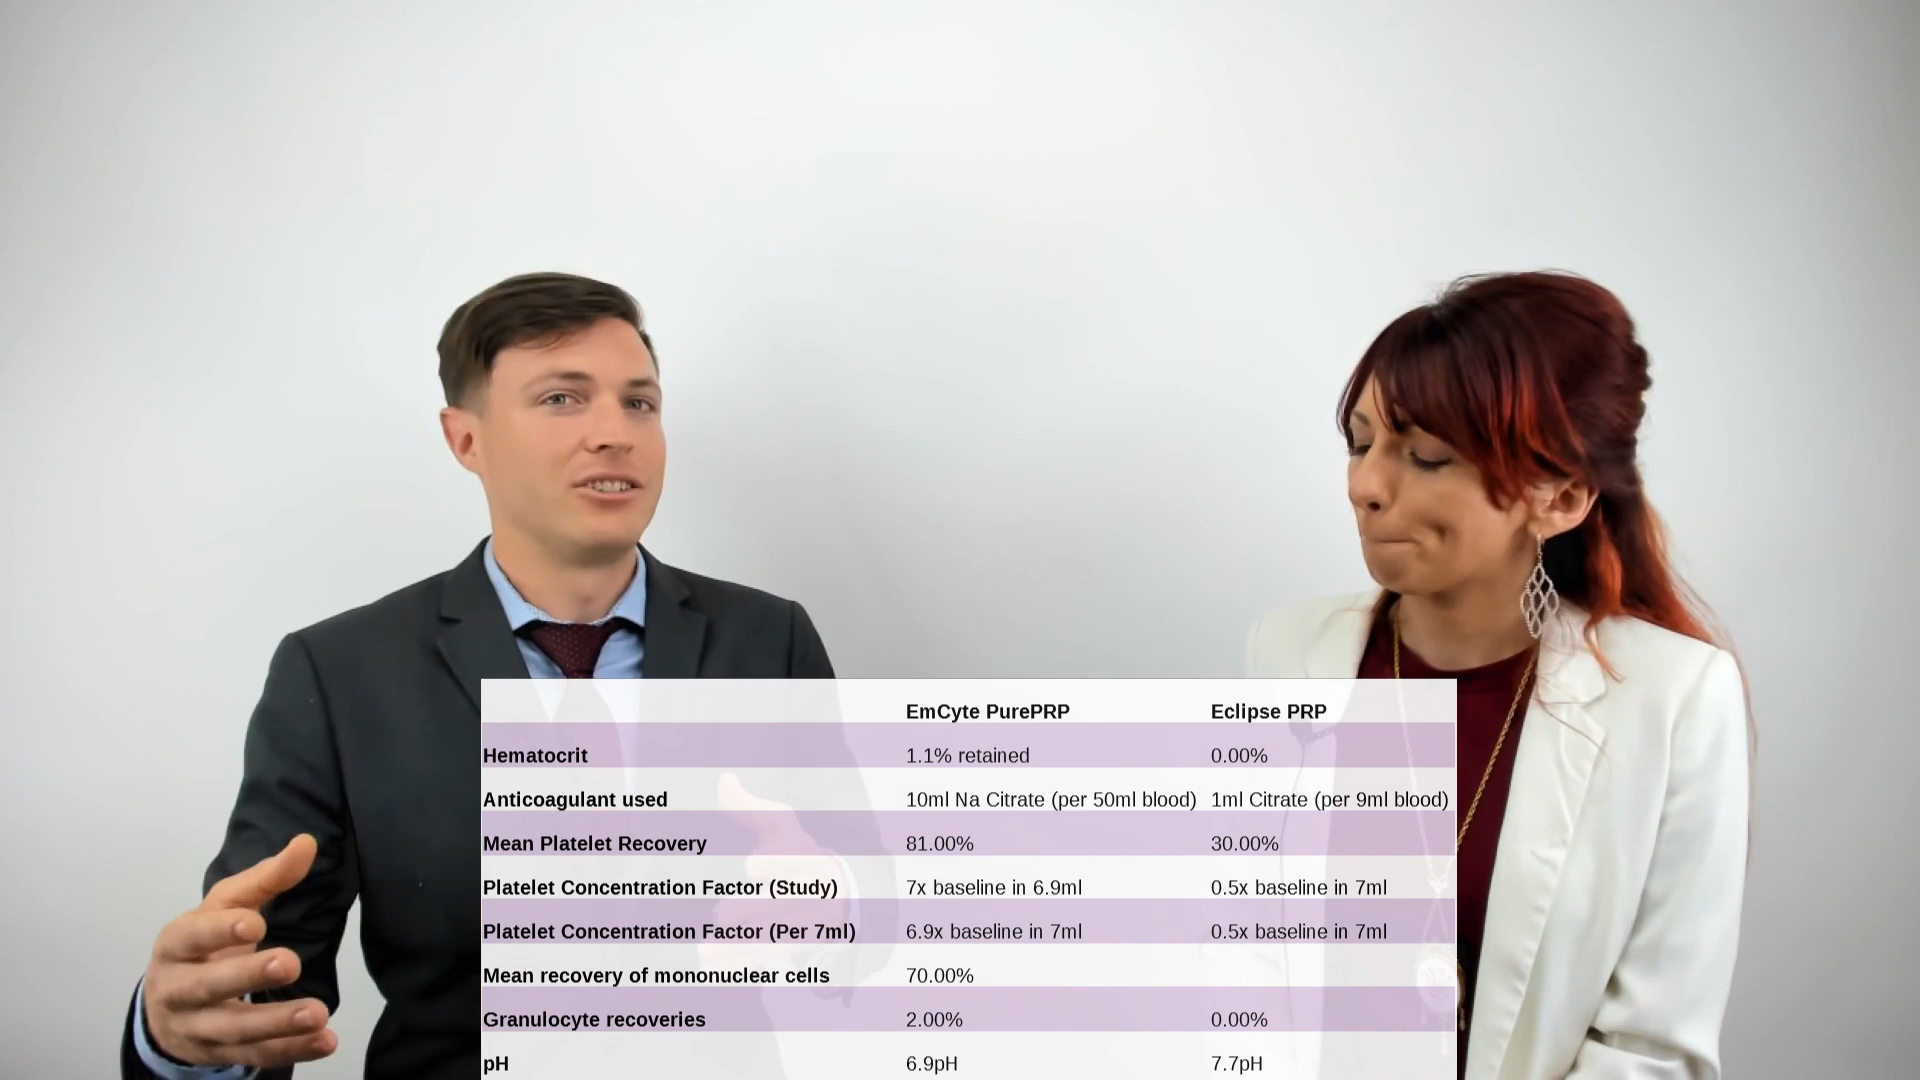 EmCyte PurePRP Eclipse PRP
Hematocrit 1.1% retained 0.00%
Anticoagulant used 10ml Na Citrate (per 50ml blood) 1ml Citrate (per 9ml blood)
Mean Platelet Recovery 81.00% 30.00%
Platelet Concentration Factor (Study) 7x baseline in 6.9ml 0.5x baseline in 7ml
Platelet Concentration Factor (Per 7ml) 6.9x baseline in 7ml 0.5x baseline in 7ml
Mean recovery of mononuclear cells 70.00%
Granulocyte recoveries 2.00% 0.00%
pH 6.9pH 7.7pH